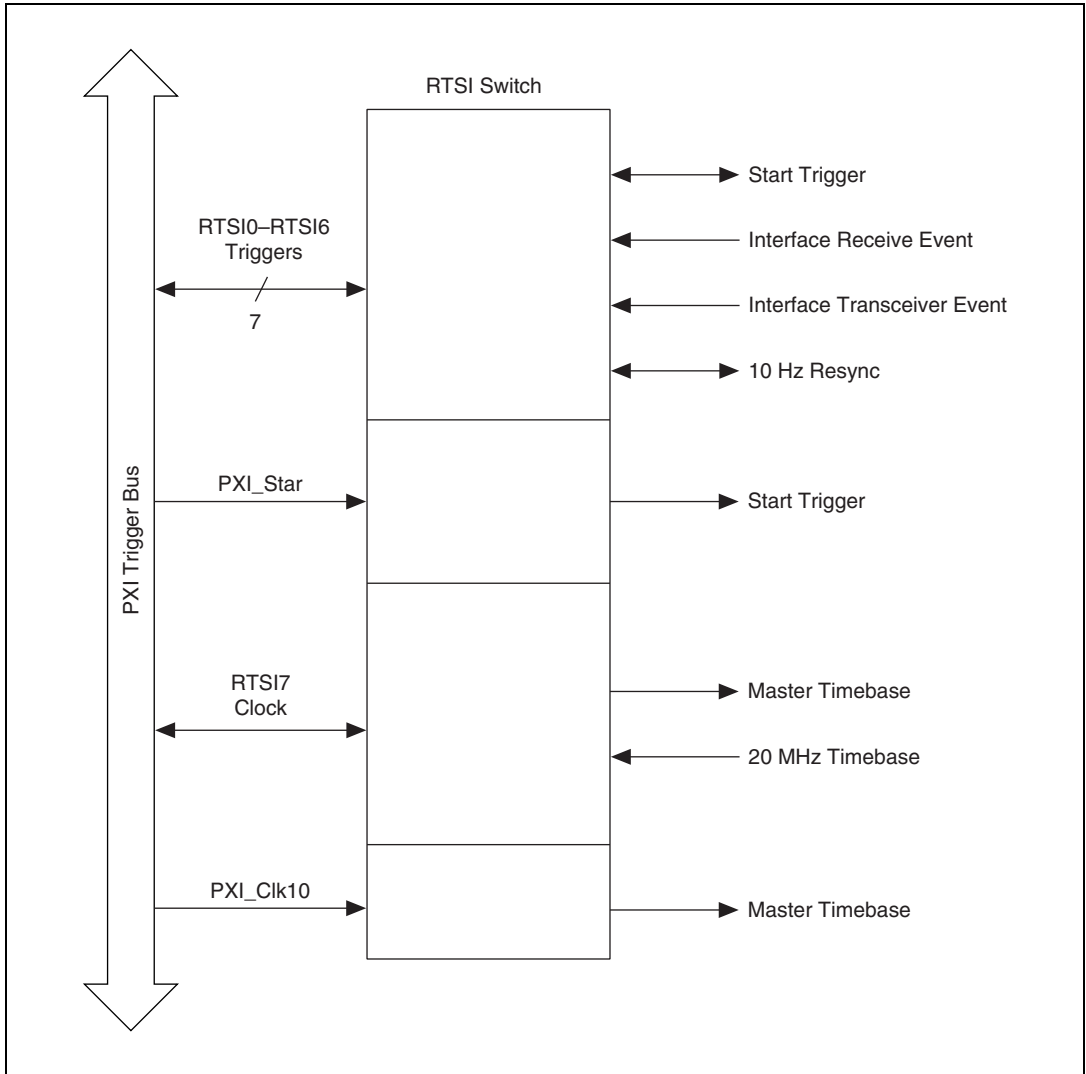 RTSI Switch
Start Trigger
RTSI0–RTSI6
Triggers
7
Interface Receive Event
Interface Transceiver Event
10 Hz Resync
PXI Trigger Bus
PXI_Star
Start Trigger
RTSI7
Clock
Master Timebase
20 MHz Timebase
PXI_Clk10
Master Timebase